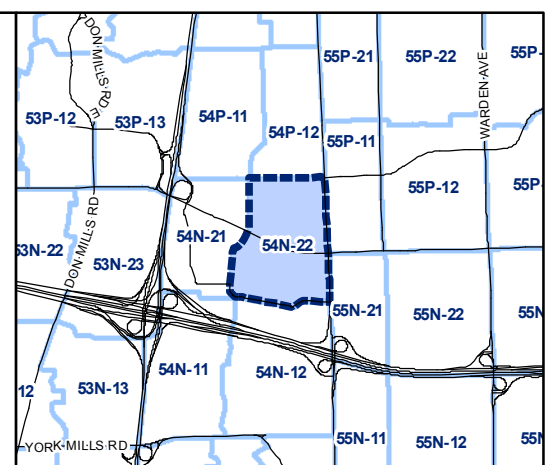 DON·MILLS·RD·E
WARDEN·AVE
55P-21
55P-22
55P-
53P-12
53P-13
54P-11
54P-12
55P-11
55P-12
55P
DON·MILLS·RD
53N-22
53N-23
54N-21
54N-22
55N-21
55N-22
55N
12
53N-13
54N-11
54N-12
55N-11
55N-12
55N
YORK·MILLS RD